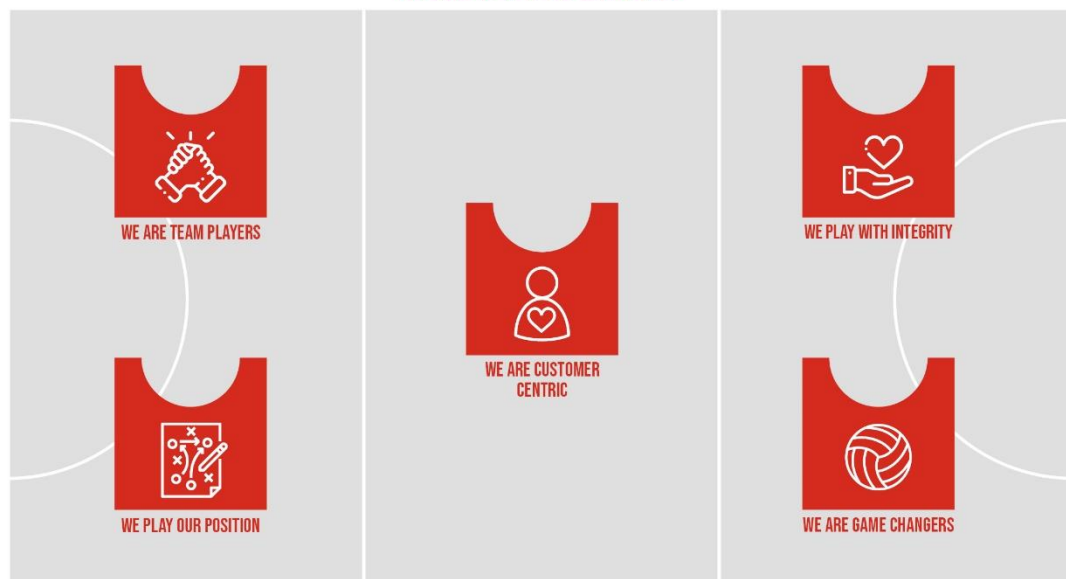 WE ARE TEAM PLAYERS
WE PLAY WITH INTEGRITY
WE ARE CUSTOMER
CENTRIC
WE PLAY OUR POSITION
WE ARE GAME CHANGERS